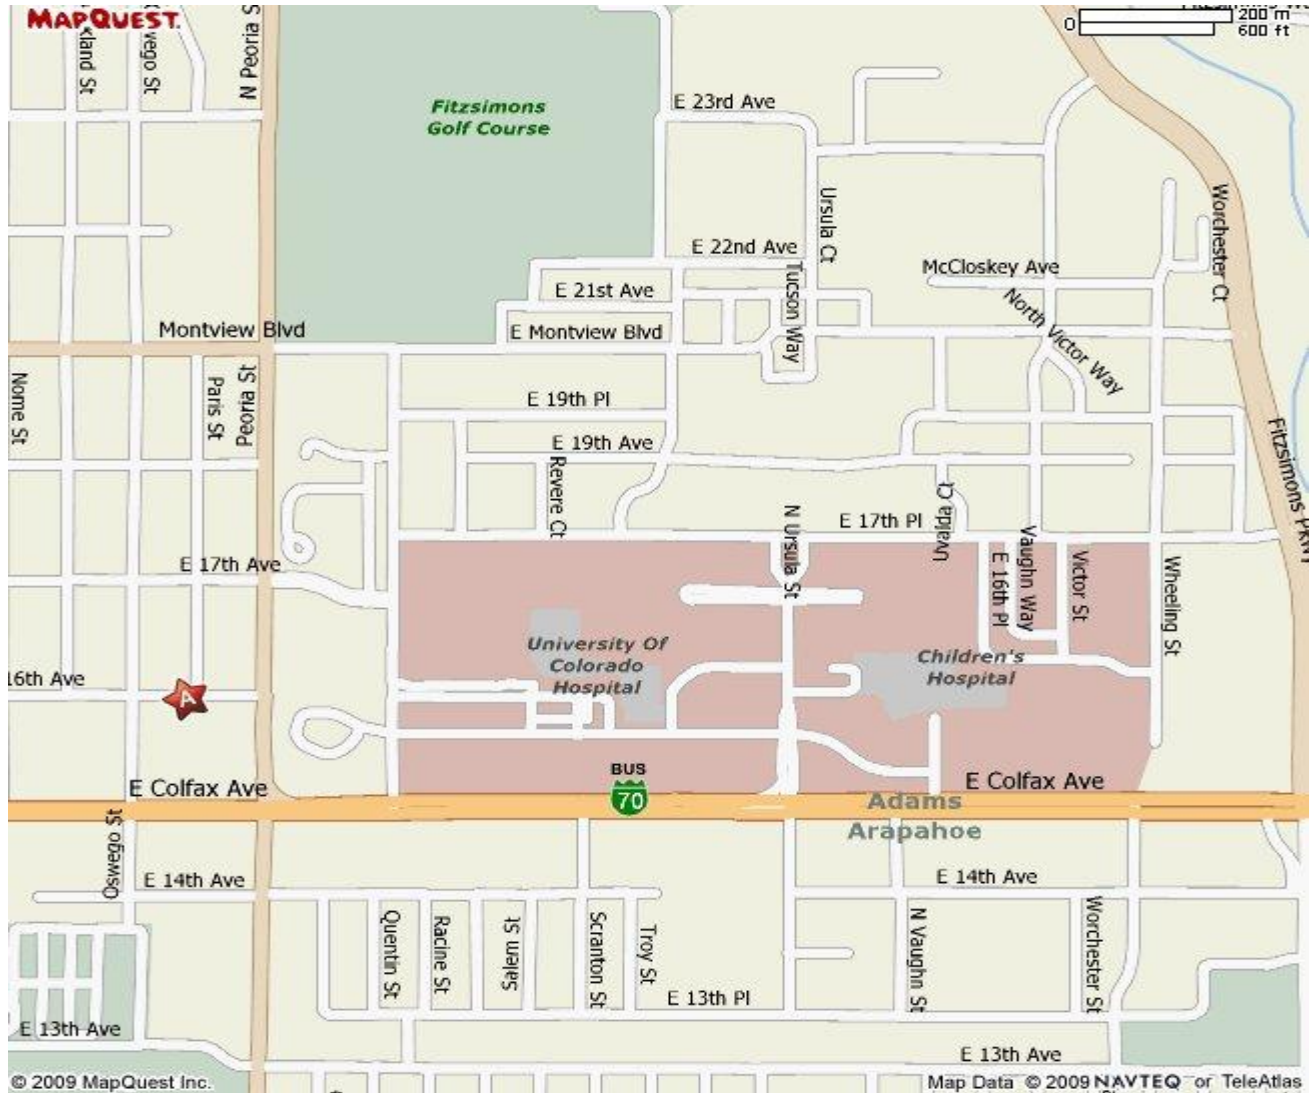 MAPQUEST.
0
200 m
600 ft
N Peoria S
Fitzsimons
Golf Course
E 23rd Ave
Ursula Ct
Worchester Ct
E 22nd Ave
McCloskey Ave
E 21st Ave
Tucson Way
North Victor Way
Montview Blvd
E Montview Blvd
Nome St
Paris St
Peoria St
E 19th Pl
E 19th Ave
Revere Ct
Fitzsimons Pkwy
N Ursula St
E 17th Pl
Uvalda Ct
E 17th Ave
E 16th Pl
Vaughn Way
Victor St
Wheeling St
University Of
Colorado
Hospital
Children's
Hospital
16th Ave
A
BUS
70
E Colfax Ave
E Colfax Ave
Adams
Arapahoe
Oswego St
E 14th Ave
E 14th Ave
Quentin St
Racine St
Salem St
Scranton St
Troy St
N Vaughn St
Worchester St
E 13th Pl
E 13th Ave
E 13th Ave
© 2009 MapQuest Inc.
Map Data © 2009 NAVTEQ or TeleAtlas